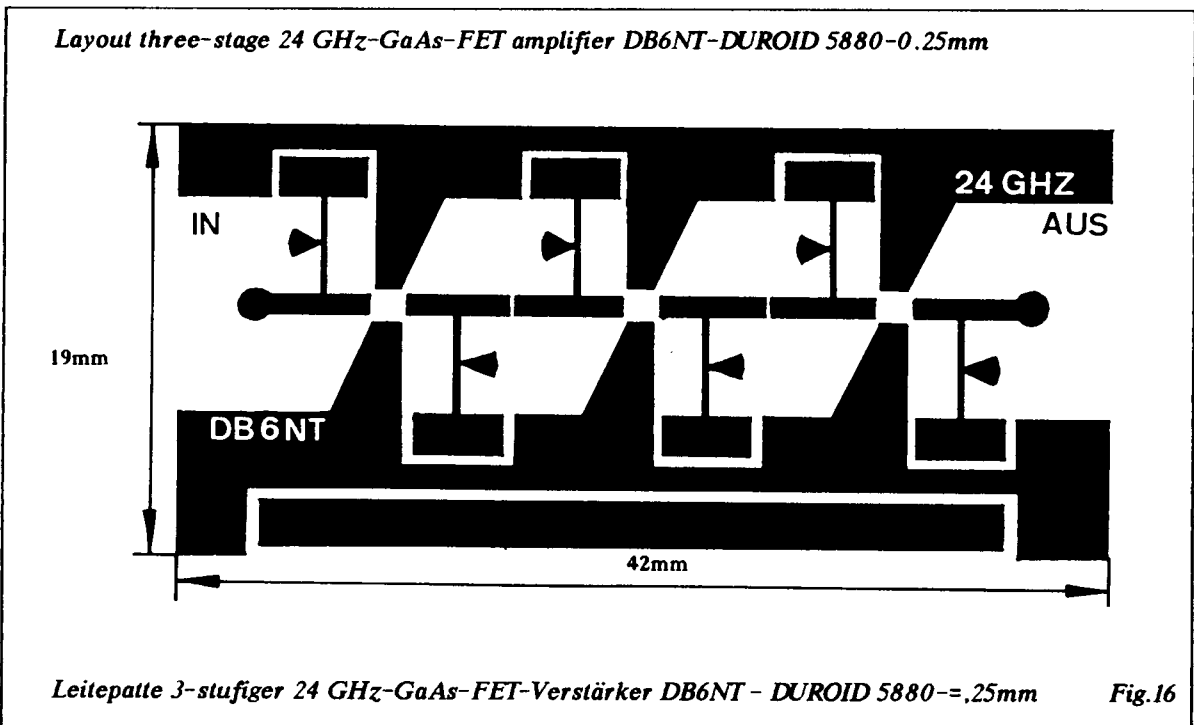 Layout three-stage 24 GHz-GaAs-FET amplifier DB6NT-DUROID 5880-0.25mm
24 GHZ
IN
AUS
19mm
DB6NT
42mm
Leitepatte 3-stufiger 24 GHz-GaAs-FET-Verstärker DB6NT - DUROID 5880-=,25mm Fig.16